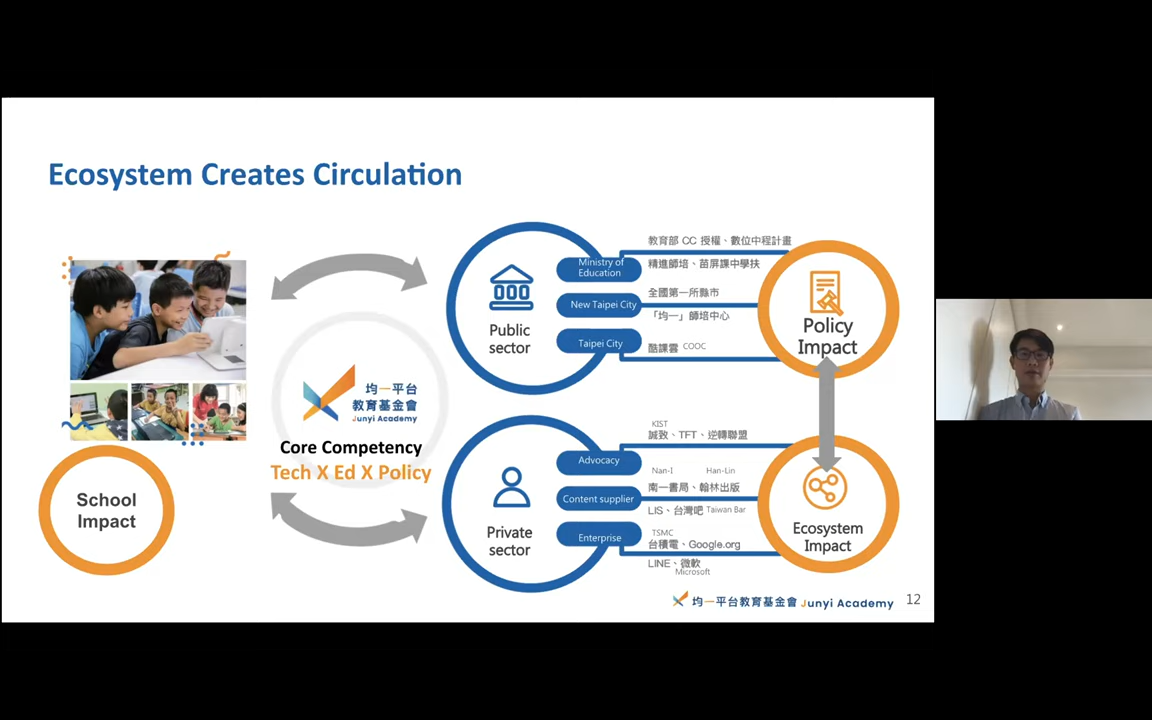 Ecosystem Creates Circulation
School
Impact
均一平台
教育基金會
Junyi Academy
Core Competency
Tech X Ed X Policy
Public
sector
Ministry of
Education
New Taipei City
Taipei City
教育部 CC 授權、數位中程計畫
精進師培、苗屏課中學扶
全國第一所縣市
「均一」師培中心
酷課雲 COOC
Policy
Impact
Private
sector
Advocacy
Content supplier
Enterprise
KIST
誠致、TFT、逆轉聯盟
Nan-I Han-Lin
南一書局、翰林出版
LIS、台灣吧 Taiwan Bar
TSMC
台積電、Google.org
LINE、微軟
Microsoft
Ecosystem
Impact
均一平台教育基金會 Junyi Academy
12